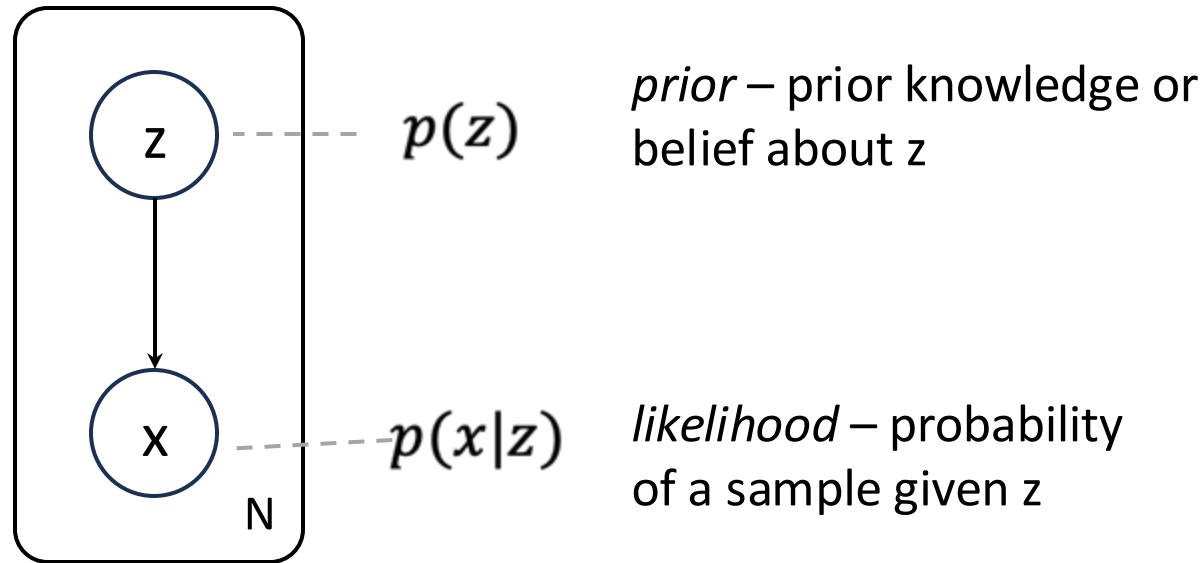 z
p(z)
prior – prior knowledge or
belief about z
x
p(x|z)
likelihood – probability
of a sample given z
N